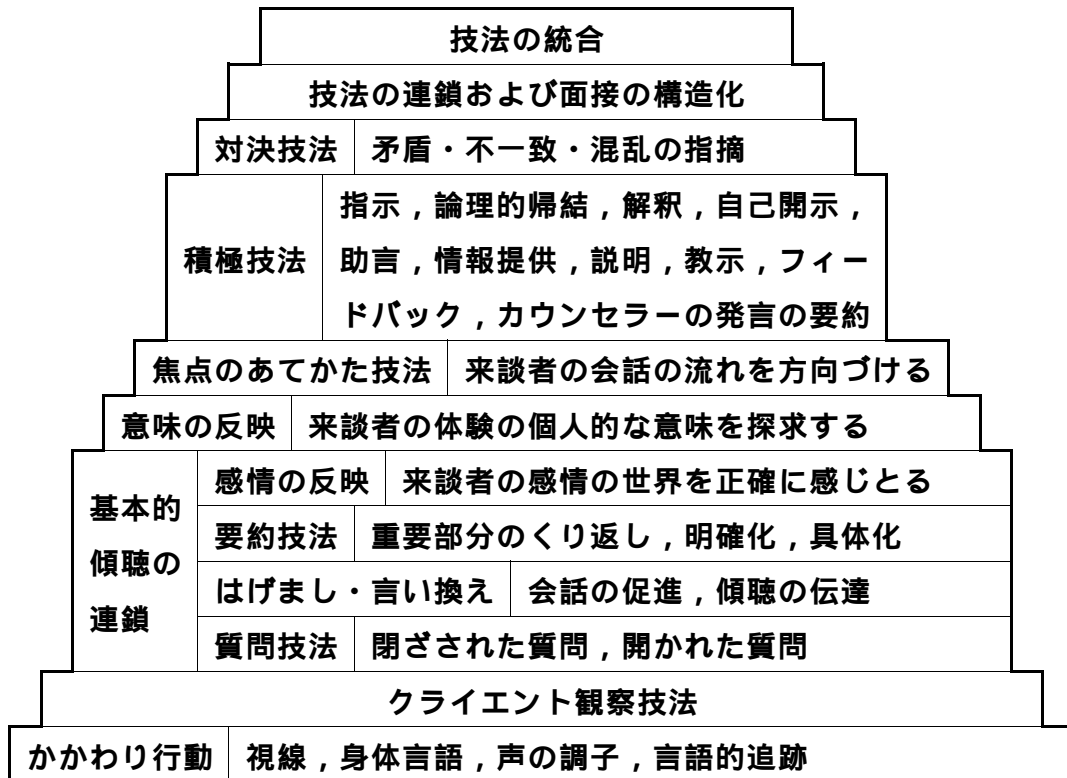 技法の統合
技法の連鎖および面接の構造化
対決技法 矛盾・不一致・混乱の指摘
積極技法
指示，論理的帰結，解釈，自己開示，
助言，情報提供，説明，教示，フィー
ドバック，カウンセラーの発言の要約
焦点のあてかた技法 来談者の会話の流れを方向づける
意味の反映 来談者の体験の個人的な意味を探求する
基本的
傾聴の
連鎖
感情の反映 来談者の感情の世界を正確に感じとる
要約技法 重要部分のくり返し，明確化，具体化
はげまし・言い換え 会話の促進，傾聴の伝達
質問技法 閉ざされた質問，開かれた質問
クライエント観察技法
かかわり行動 視線，身体言語，声の調子，言語的追跡